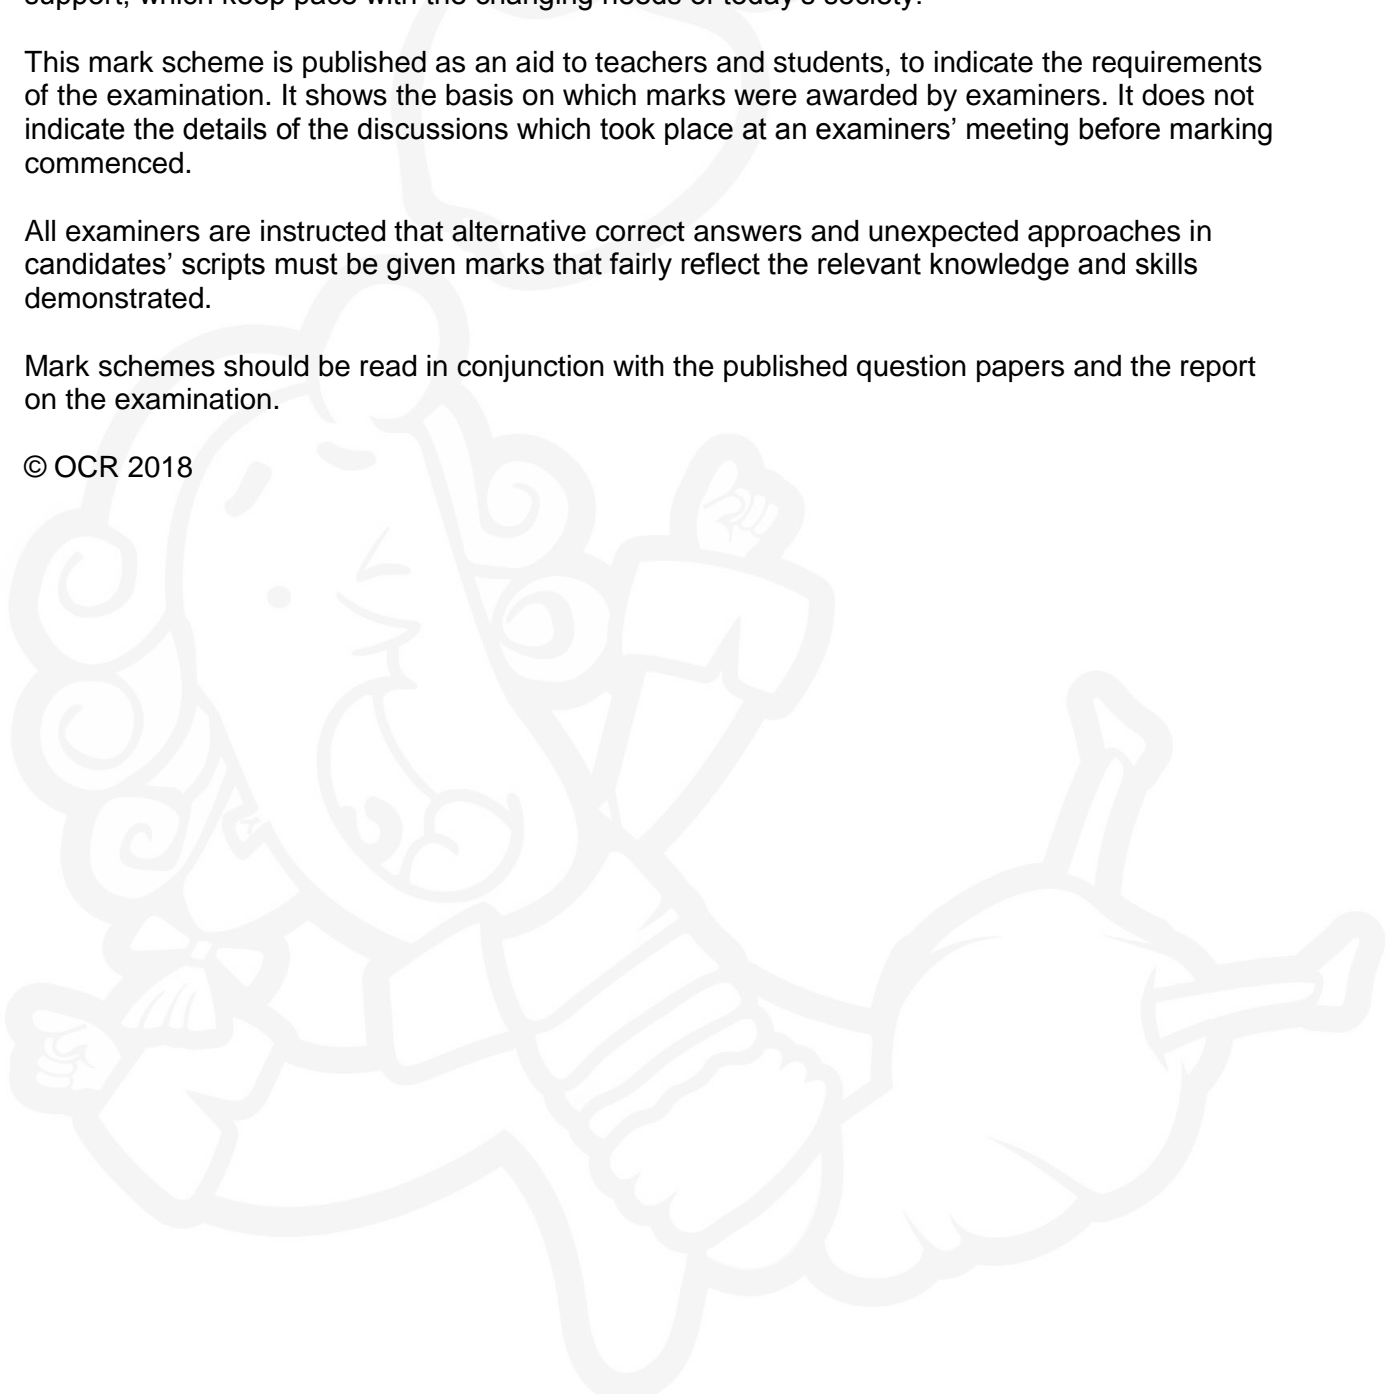 support, which keep pace with the changing needs of today's society.
This mark scheme is published as an aid to teachers and students, to indicate the requirements
of the examination. It shows the basis on which marks were awarded by examiners. It does not
indicate the details of the discussions which took place at an examiners’ meeting before marking
commenced.
All examiners are instructed that alternative correct answers and unexpected approaches in
candidates’ scripts must be given marks that fairly reflect the relevant knowledge and skills
demonstrated.
Mark schemes should be read in conjunction with the published question papers and the report
on the examination.
© OCR 2018